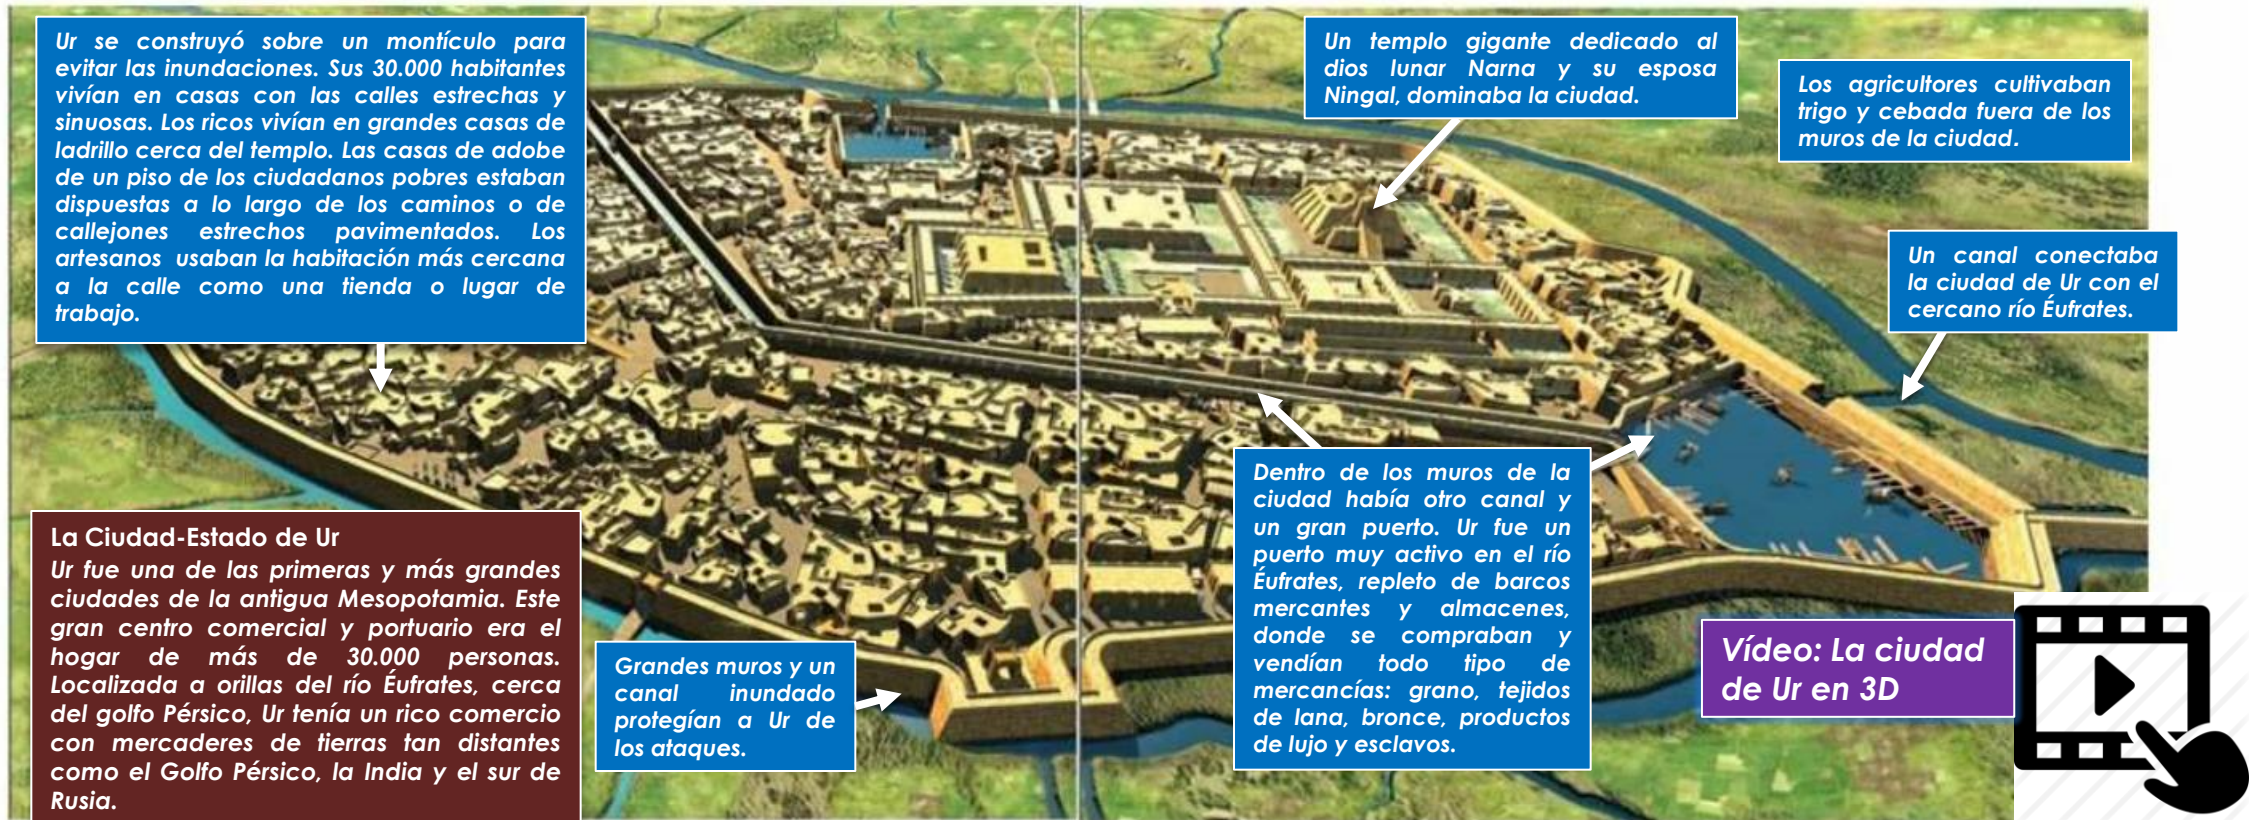 Ur se construyó sobre un montículo para
evitar las inundaciones. Sus 30.000 habitantes
vivían en casas con las calles estrechas y
sinuosas. Los ricos vivían en grandes casas de
ladrillo cerca del templo. Las casas de adobe
de un piso de los ciudadanos pobres estaban
dispuestas a lo largo de los caminos o de
callejones estrechos pavimentados. Los
artesanos usaban la habitación más cercana
a la calle como una tienda o lugar de
trabajo.
Un templo gigante dedicado al
dios lunar Narna y su esposa
Ningal, dominaba la ciudad.
Los agricultores cultivaban
trigo y cebada fuera de los
muros de la ciudad.
Un canal conectaba
la ciudad de Ur con el
cercano río Éufrates.
Dentro de los muros de la
ciudad había otro canal y
un gran puerto. Ur fue un
puerto muy activo en el río
Éufrates, repleto de barcos
mercantes y almacenes,
donde se compraban y
vendían todo tipo de
mercancías: grano, tejidos
de lana, bronce, productos
de lujo y esclavos.
La Ciudad-Estado de Ur
Ur fue una de las primeras y más grandes
ciudades de la antigua Mesopotamia. Este
gran centro comercial y portuario era el
hogar de más de 30.000 personas.
Localizada a orillas del río Éufrates, cerca
del golfo Pérsico, Ur tenía un rico comercio
con mercaderes de tierras tan distantes
como el Golfo Pérsico, la India y el sur de
Rusia.
Grandes muros y un
canal inundado
protegían a Ur de
los ataques.
Vídeo: La ciudad
de Ur en 3D